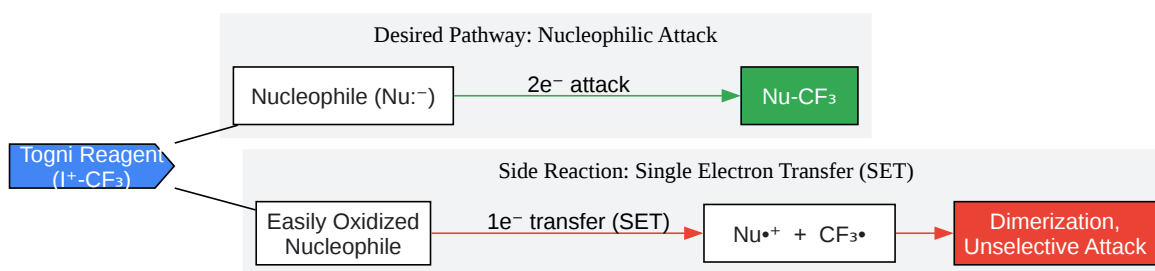 Desired Pathway: Nucleophilic Attack
Nucleophile (Nu:⁻)
2e⁻ attack
Nu-CF₃
Togni Reagent
(I⁺-CF₃)
Side Reaction: Single Electron Transfer (SET)
Easily Oxidized
Nucleophile
1e⁻ transfer (SET)
Nu•⁺ + CF₃•
Dimerization,
Unselective Attack